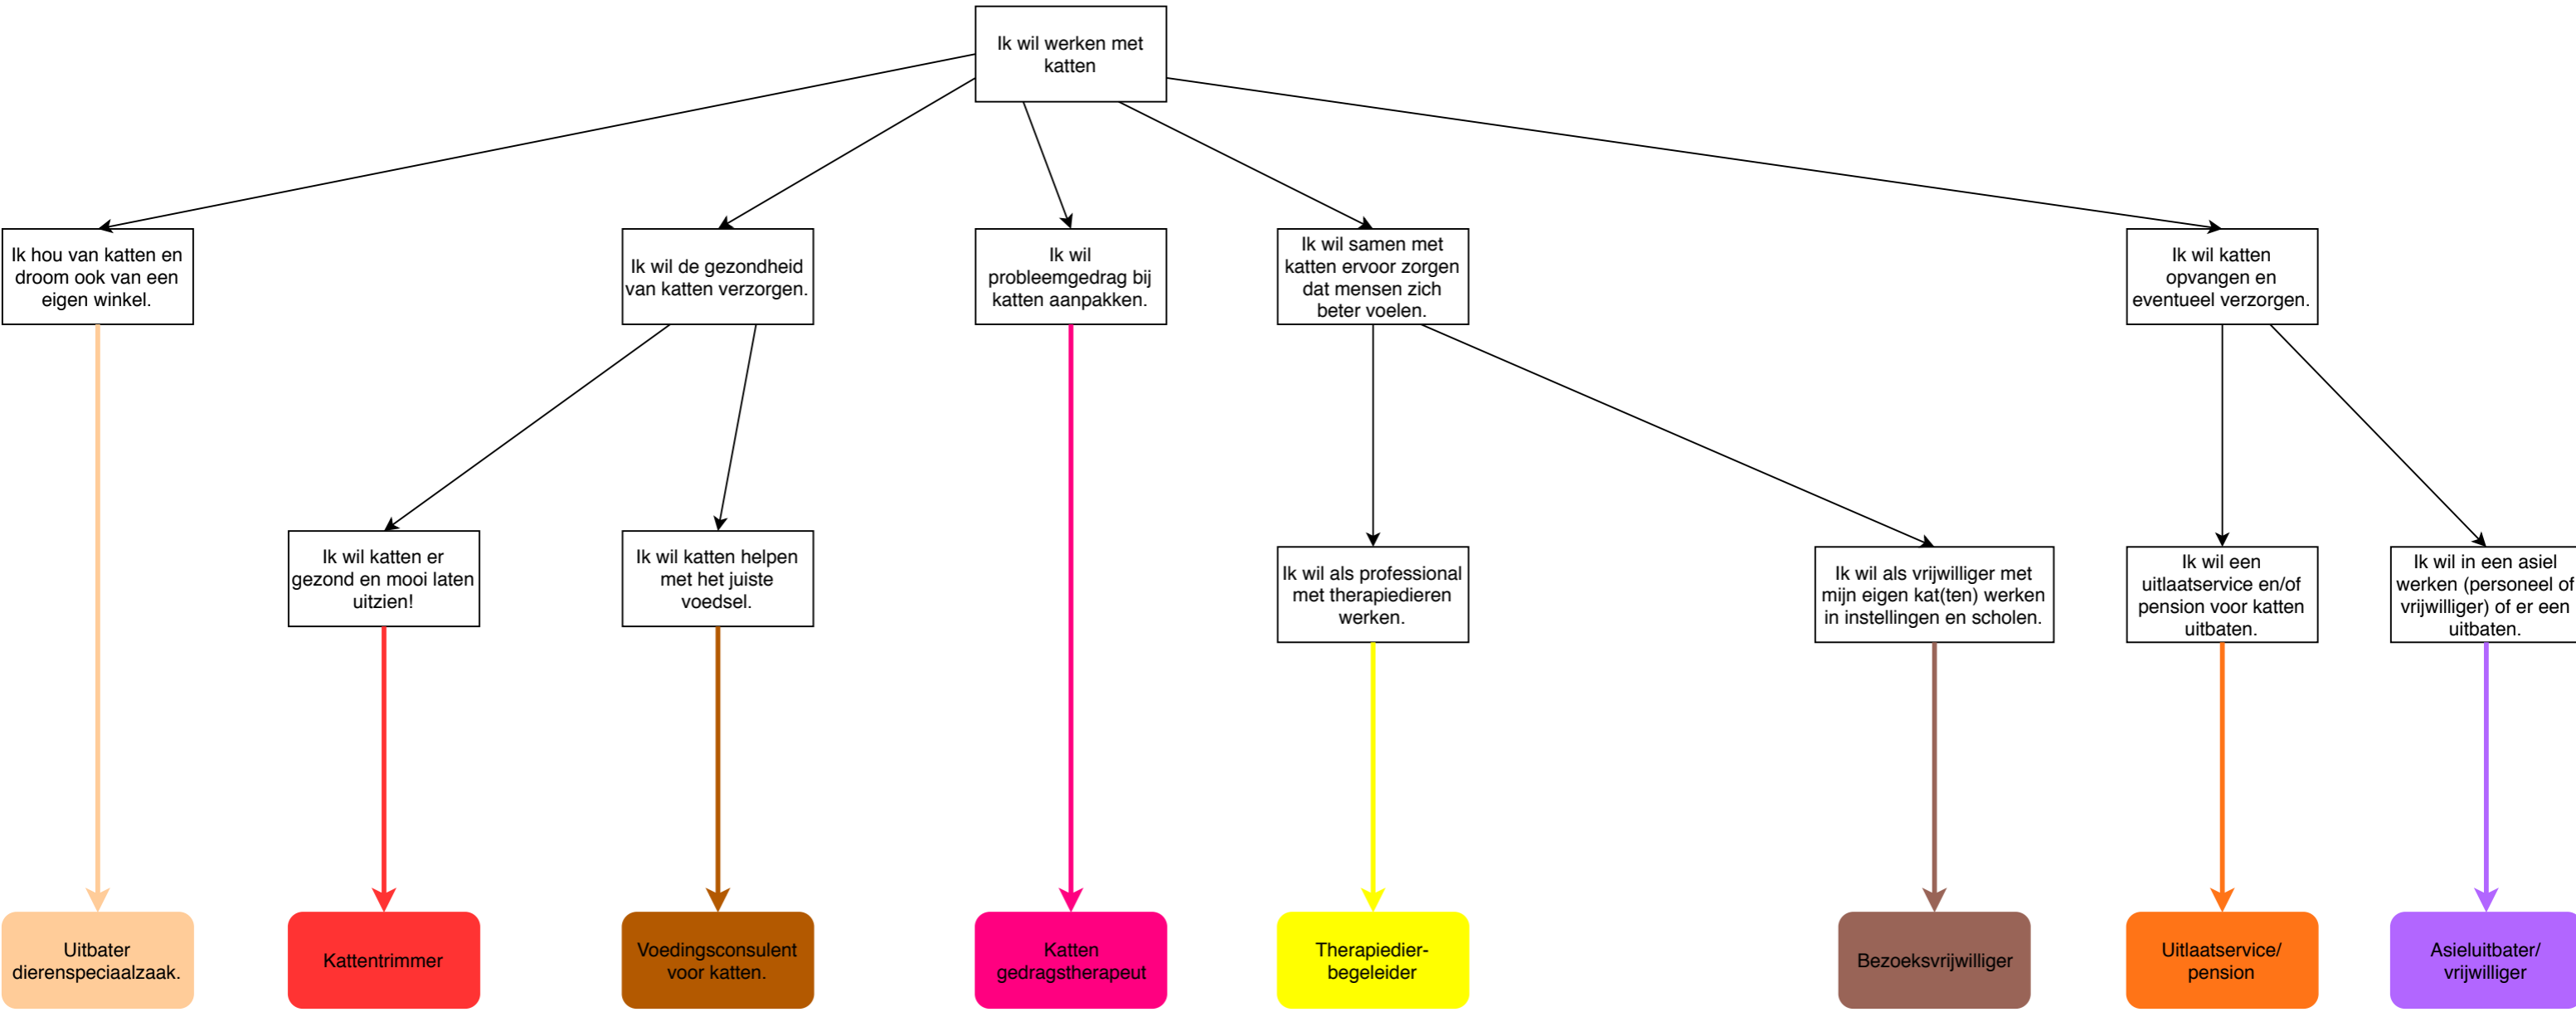 Ik wil werken met
katten
Ik hou van katten en
droom ook van een
eigen winkel.
Ik wil de gezondheid
van katten verzorgen.
Ik wil
probleemgedrag bij
katten aanpakken.
Ik wil samen met
katten ervoor zorgen
dat mensen zich
beter voelen.
Ik wil katten
opvangen en
eventueel verzorgen.
Ik wil katten er
gezond en mooi laten
uitzien!
Ik wil katten helpen
met het juiste
voedsel.
Ik wil als professional
met therapiedieren
werken.
Ik wil als vrijwilliger met
mijn eigen kat(ten) werken
in instellingen en scholen.
Ik wil een
uitlaatservice en/of
pension voor katten
uitbaten.
Ik wil in een asiel
werken (personeel of
vrijwilliger) of er een
uitbaten.
Uitbater
dierenspeciaalzaak.
Kattentrimmer
Voedingsconsulent
voor katten.
Katten
gedragstherapeut
Therapiedier-
begeleider
Bezoeksvrijwilliger
Uitlaatservice/
pension
Asieluitbater/
vrijwilliger